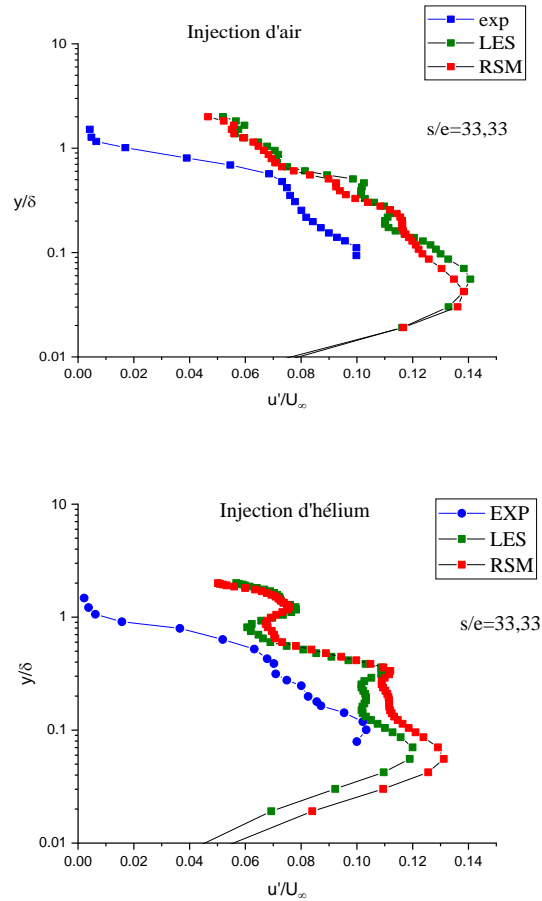 Injection d'air
exp
LES
RSM
s/e=33,33
10
1
y/δ
0.1
0.01
0.00 0.02 0.04 0.06 0.08 0.10 0.12 0.14
u'/U∞
Injection d'hélium
EXP
LES
RSM
s/e=33,33
10
1
y/δ
0.1
0.01
0.00 0.02 0.04 0.06 0.08 0.10 0.12 0.14
u'/U∞